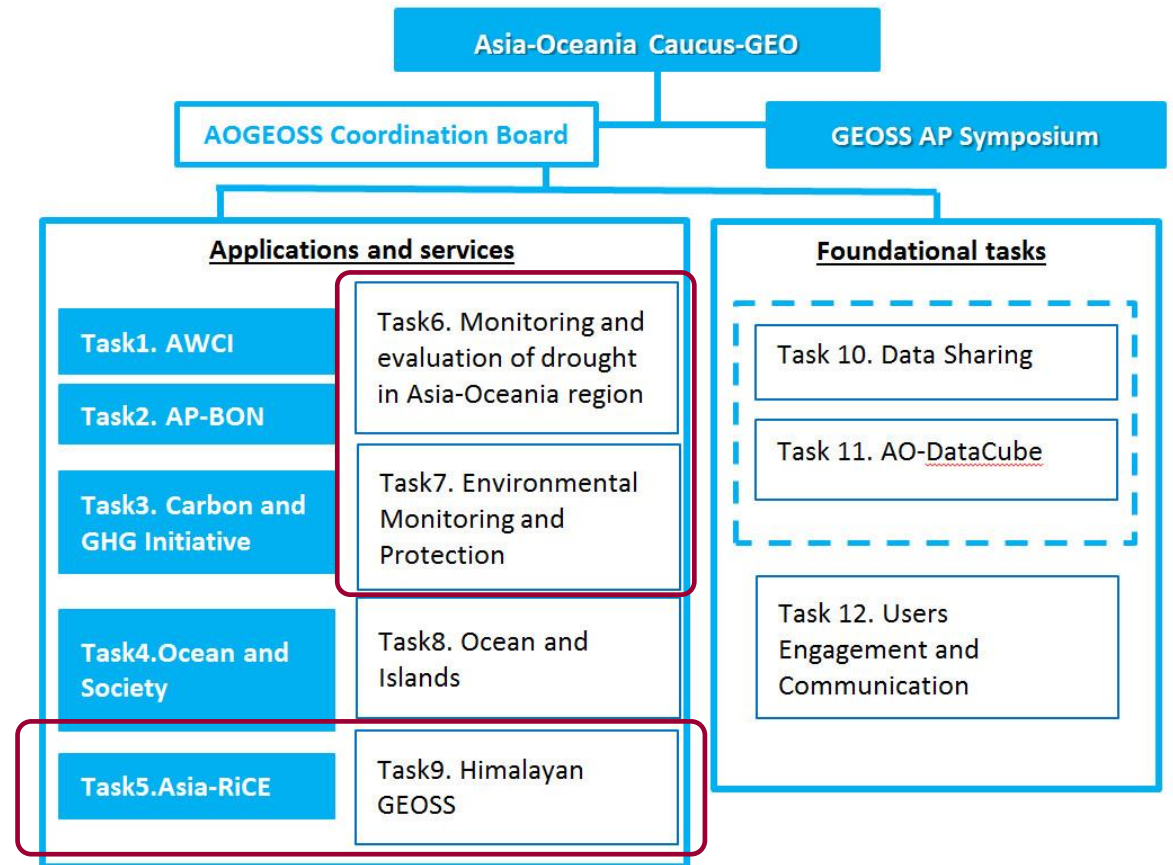 Asia-Oceania Caucus-GEO
AOGEOSS Coordination Board
GEOSS AP Symposium
Applications and services
Task1. AWCI
Task2. AP-BON
Task3. Carbon and
GHG Initiative
Task4.Ocean and
Society
Task5.Asia-RiCE
Task6. Monitoring and
evaluation of drought
in Asia-Oceania region
Task7. Environmental
Monitoring and
Protection
Task8. Ocean and
Islands
Task9. Himalayan
GEOSS
Foundational tasks
Task 10. Data Sharing
Task 11. AO-DataCube
Task 12. Users
Engagement and
Communication